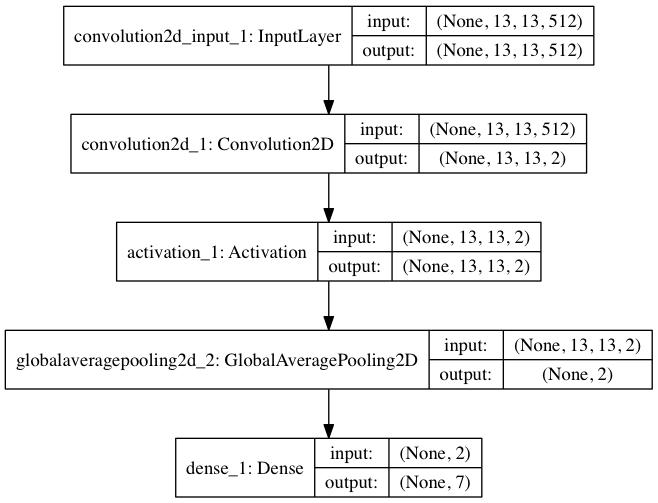 convolution2d_input_1: InputLayer
input: (None, 13, 13, 512)
output: (None, 13, 13, 512)
convolution2d_1: Convolution2D
input: (None, 13, 13, 512)
output: (None, 13, 13, 2)
activation_1: Activation
input: (None, 13, 13, 2)
output: (None, 13, 13, 2)
globalaveragepooling2d_2: GlobalAveragePooling2D
input: (None, 13, 13, 2)
output: (None, 2)
dense_1: Dense
input: (None, 2)
output: (None, 7)